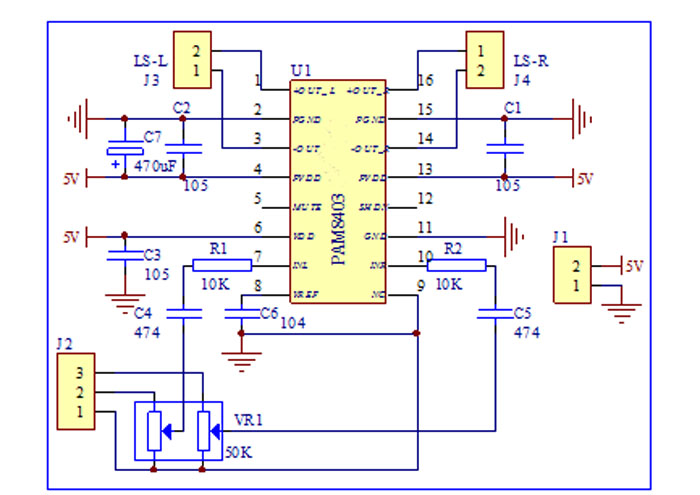 LS-L
J3
2
1
U1
1
2
LS-R
J4
1 +OUT_L +OUT_R 16
C2
2 PGND PGND 15
C1
C7
470uF
+
105
3 -OUT -OUT_R 14
105
5V
4 PVDD PVDD 13
5V
5 MUTE SHDN 12
5V
6 VDD GND 11
PAM8403
C3
105
R1
10K
7 INL INR 10
R2
10K
J1
2
1
5V
8 VREF NC 9
C4
474
C6
104
C5
474
J2
3
2
1
VR1
50K